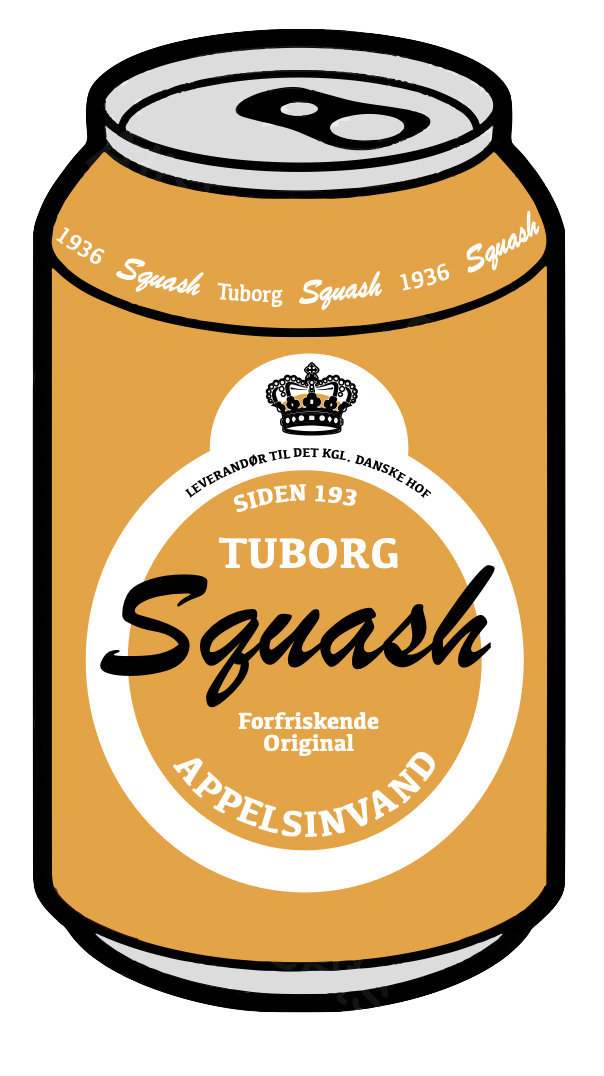 1936 Squash Tuborg Squash 1936 Squash
LEVERANDØR TIL DET KGL. DANSKE HOF
SIDEN 193
TUBORG
Squash
Forfriskende
Original
APPELSINVAND